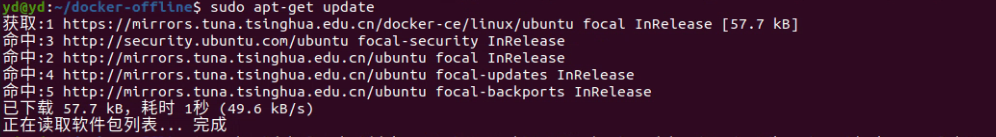 yd@yd:~/docker-offline$ sudo apt-get update
获取:1 https://mirrors.tuna.tsinghua.edu.cn/docker-ce/linux/ubuntu focal InRelease [57.7 kB]
命中:3 http://security.ubuntu.com/ubuntu focal-security InRelease
命中:2 http://mirrors.tuna.tsinghua.edu.cn/ubuntu focal InRelease
命中:4 http://mirrors.tuna.tsinghua.edu.cn/ubuntu focal-updates InRelease
命中:5 http://mirrors.tuna.tsinghua.edu.cn/ubuntu focal-backports InRelease
已下载 57.7 kB，耗时 1秒 (49.6 kB/s)
正在读取软件包列表... 完成